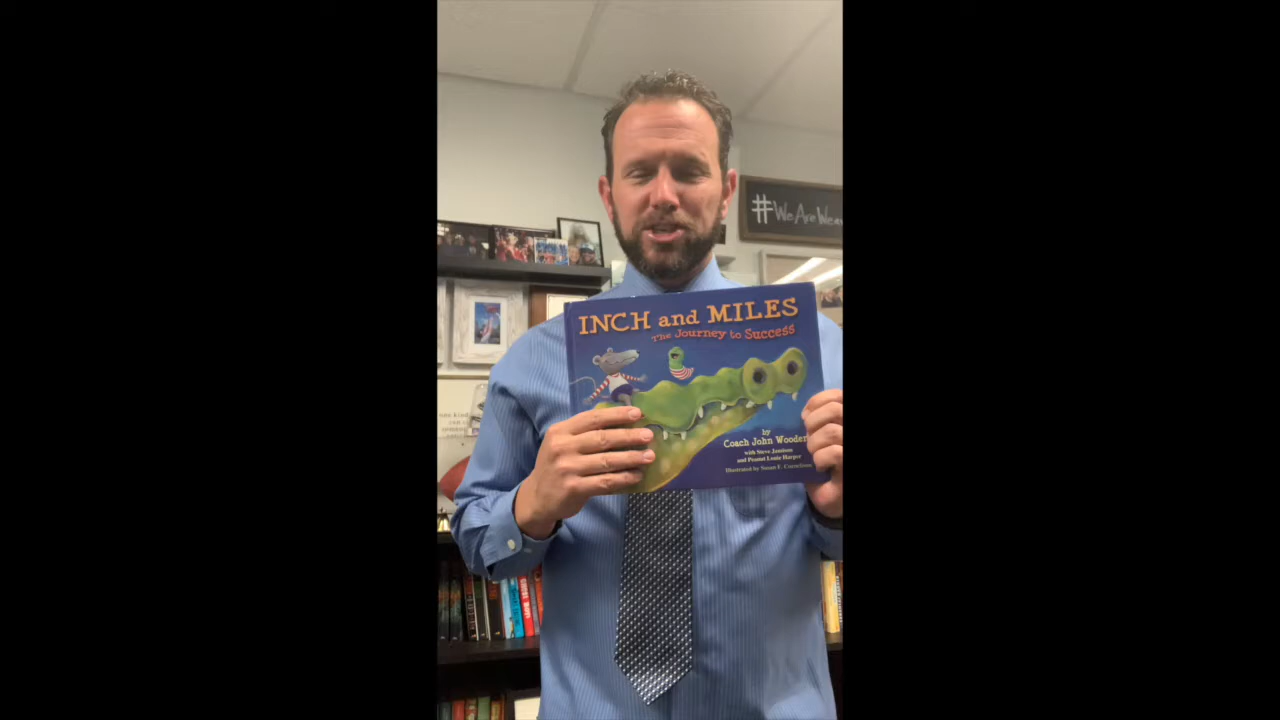 #WeAreWeav
INCH and MILES
The Journey to Success
by
Coach John Wooden
with Steve Jamison
and Peanut Louie Harper
Illustrated by Susan F. Cornelison